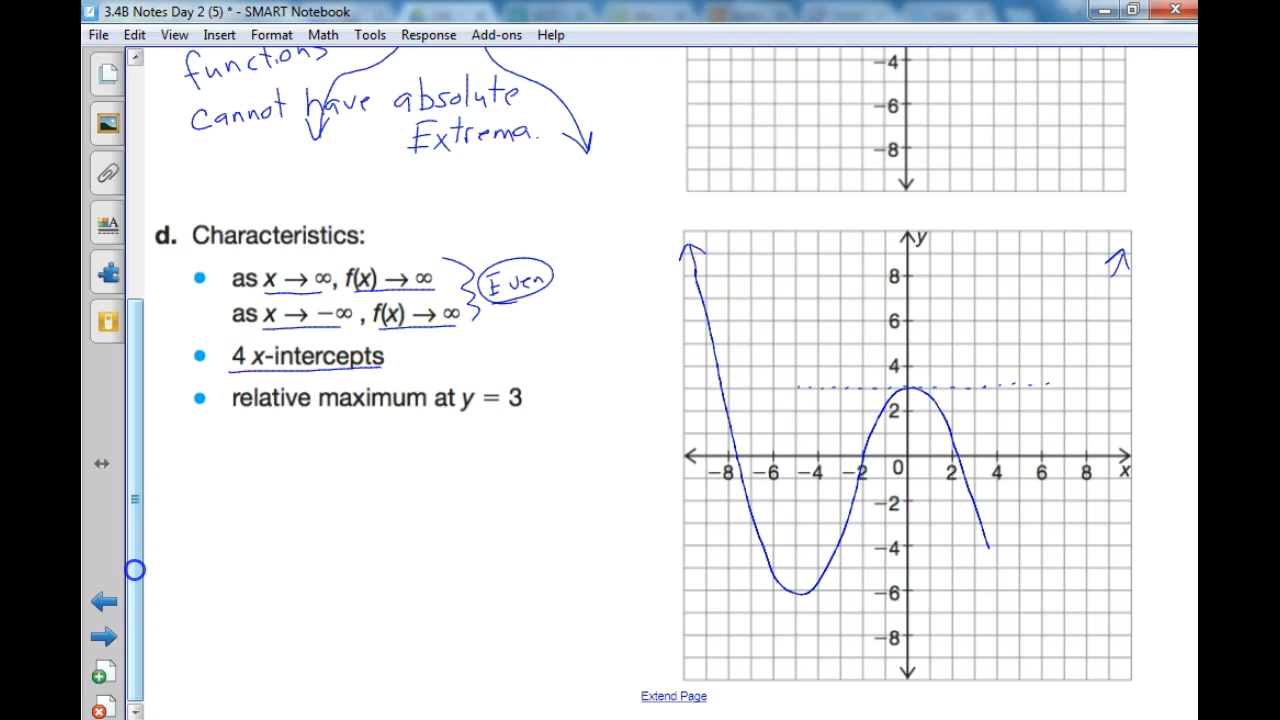 3.4B Notes Day 2 (5) * - SMART Notebook
File Edit View Insert Format Math Tools Response Add-ons Help
functions
cannot have absolute
Extrema.
-4
-6
-8
d. Characteristics:
as x → ∞, f(x) → ∞
as x → -∞ , f(x) → ∞
Even
4 x-intercepts
relative maximum at y = 3
y
8
6
4
2
-8 -6 -4 -2 0 2 4 6 8 x
-2
-4
-6
-8
Extend Page